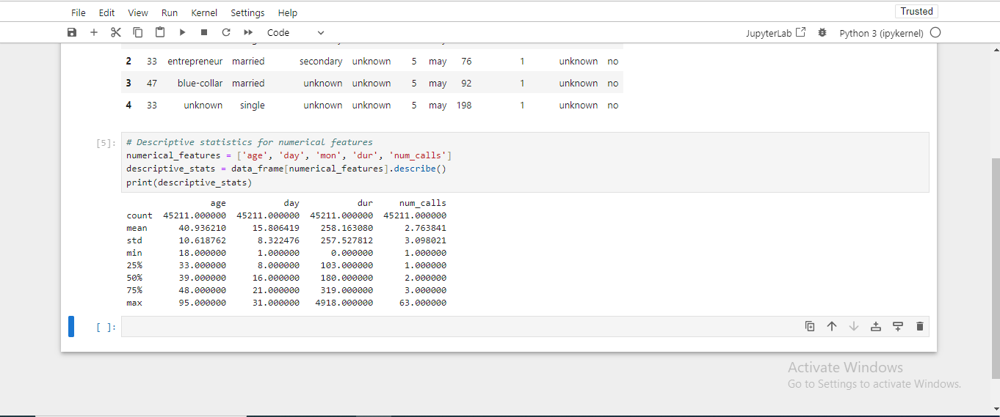 File Edit View Run Kernel Settings Help Trusted
Code JupyterLab Python 3 (ipykernel)
2 33 entrepreneur married secondary unknown 5 may 76 1 unknown no
3 47 blue-collar married unknown unknown 5 may 92 1 unknown no
4 33 unknown single unknown unknown 5 may 198 1 unknown no
[5]: # Descriptive statistics for numerical features
numerical_features = ['age', 'day', 'mon', 'dur', 'num_calls']
descriptive_stats = data_frame[numerical_features].describe()
print(descriptive_stats)
age day dur num_calls
count 45211.000000 45211.000000 45211.000000 45211.000000
mean 40.936210 15.806419 258.163080 2.763841
std 10.618762 8.322476 257.527812 3.098021
min 18.000000 1.000000 0.000000 1.000000
25% 33.000000 8.000000 103.000000 1.000000
50% 39.000000 16.000000 180.000000 2.000000
75% 48.000000 21.000000 319.000000 3.000000
max 95.000000 31.000000 4918.000000 63.000000
[ ]:
Activate Windows
Go to Settings to activate Windows.